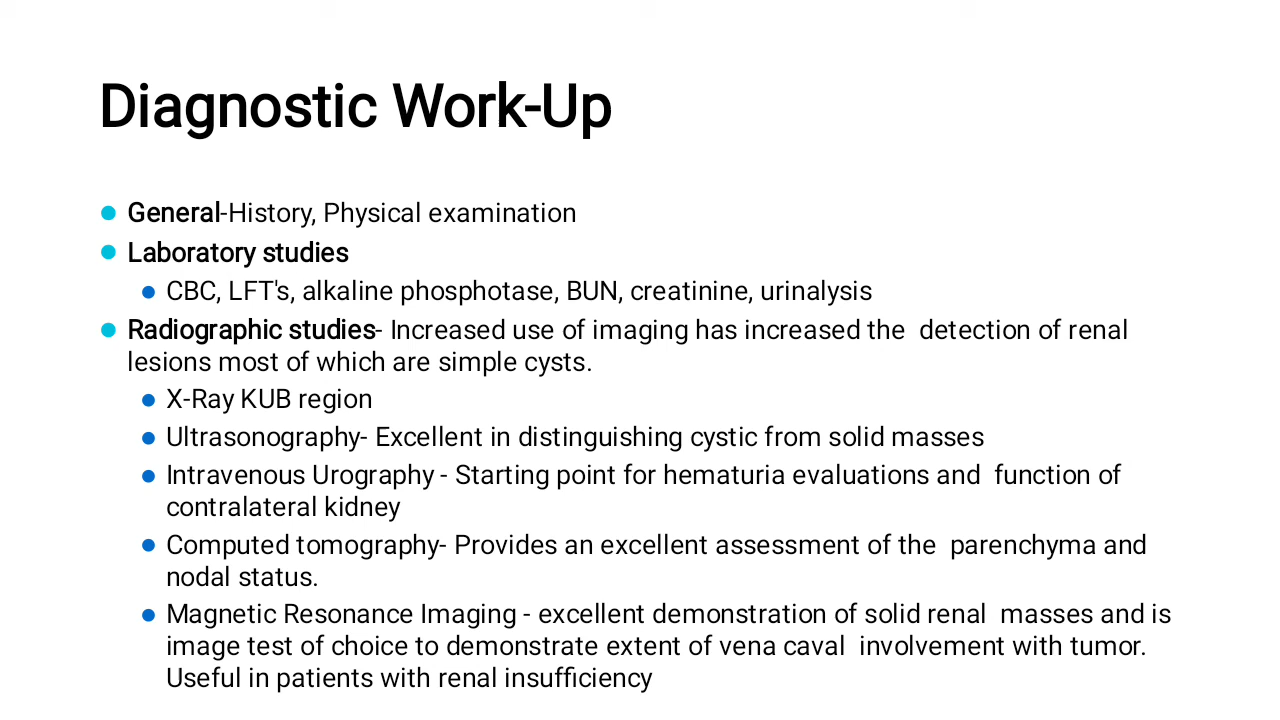 Diagnostic Work-Up
General-History, Physical examination
Laboratory studies
CBC, LFT's, alkaline phosphotase, BUN, creatinine, urinalysis
Radiographic studies- Increased use of imaging has increased the  detection of renal
lesions most of which are simple cysts.
X-Ray KUB region
Ultrasonography- Excellent in distinguishing cystic from solid masses
Intravenous Urography - Starting point for hematuria evaluations and  function of
contralateral kidney
Computed tomography- Provides an excellent assessment of the  parenchyma and
nodal status.
Magnetic Resonance Imaging - excellent demonstration of solid renal  masses and is
image test of choice to demonstrate extent of vena caval  involvement with tumor.
Useful in patients with renal insufficiency